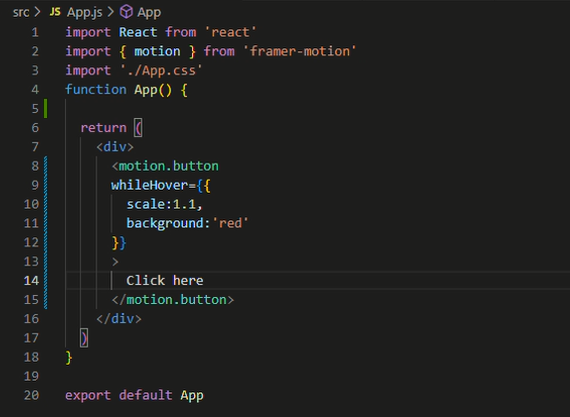 src > JS App.js > App
1 import React from 'react'
2 import { motion } from 'framer-motion'
3 import './App.css'
4 function App() {
5
6 return (
7 <div>
8 <motion.button
9 whileHover={{
10 scale:1.1,
11 background:'red'
12 }}
13 >
14 Click here
15 </motion.button>
16 </div>
17 )
18 }
19
20 export default App